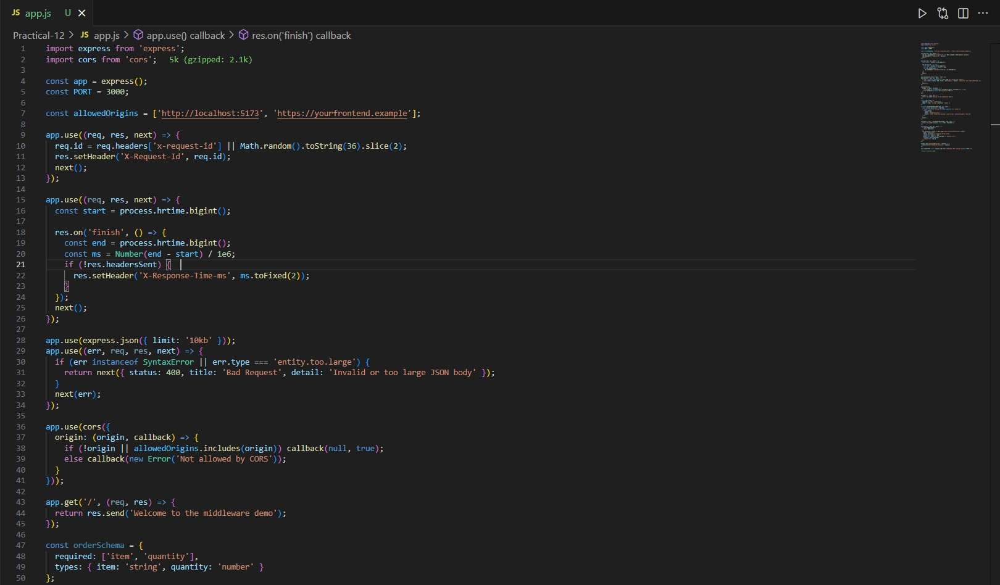 JS app.js U
Practical-12 > JS app.js > app.use() callback > res.on('finish') callback
1 import express from 'express';
2 import cors from 'cors'; 5k (gzipped: 2.1k)
3
4 const app = express();
5 const PORT = 3000;
6
7 const allowedOrigins = ['http://localhost:5173', 'https://yourfrontend.example'];
8
9 app.use((req, res, next) => {
10 req.id = req.headers['x-request-id'] || Math.random().toString(36).slice(2);
11 res.setHeader('X-Request-Id', req.id);
12 next();
13 });
14
15 app.use((req, res, next) => {
16 const start = process.hrtime.bigint();
17
18 res.on('finish', () => {
19 const end = process.hrtime.bigint();
20 const ms = Number(end - start) / 1e6;
21 if (!res.headersSent) {
22 res.setHeader('X-Response-Time-ms', ms.toFixed(2));
23 }
24 });
25 next();
26 });
27
28 app.use(express.json({ limit: '10kb' }));
29 app.use((err, req, res, next) => {
30 if (err instanceof SyntaxError || err.type === 'entity.too.large') {
31 return next({ status: 400, title: 'Bad Request', detail: 'Invalid or too large JSON body' });
32 }
33 next(err);
34 });
35
36 app.use(cors({
37 origin: (origin, callback) => {
38 if (!origin || allowedOrigins.includes(origin)) callback(null, true);
39 else callback(new Error('Not allowed by CORS'));
40 }
41 }));
42
43 app.get('/', (req, res) => {
44 return res.send('Welcome to the middleware demo');
45 });
46
47 const orderSchema = {
48 required: ['item', 'quantity'],
49 types: { item: 'string', quantity: 'number' }
50 };